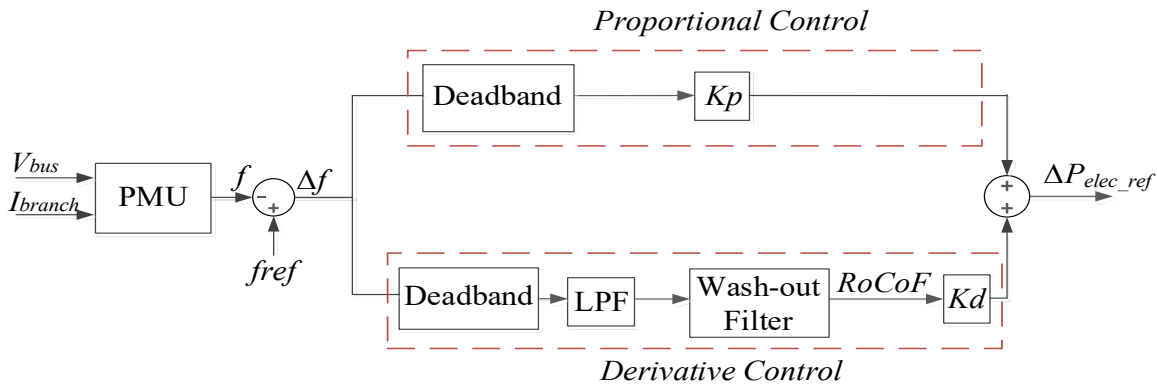 Proportional Control
Deadband
Kp
Vbus
Ibranch
PMU
f
-
+
Δf
fref
+
+
ΔPelec_ref
Deadband
LPF
Wash-out
Filter
RoCoF
Kd
Derivative Control